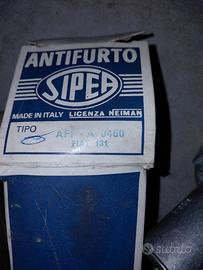 ANTIFURTO
SIPEA
MADE IN ITALY LICENZA NEIMAN
TIPO
FIAT 131
subito